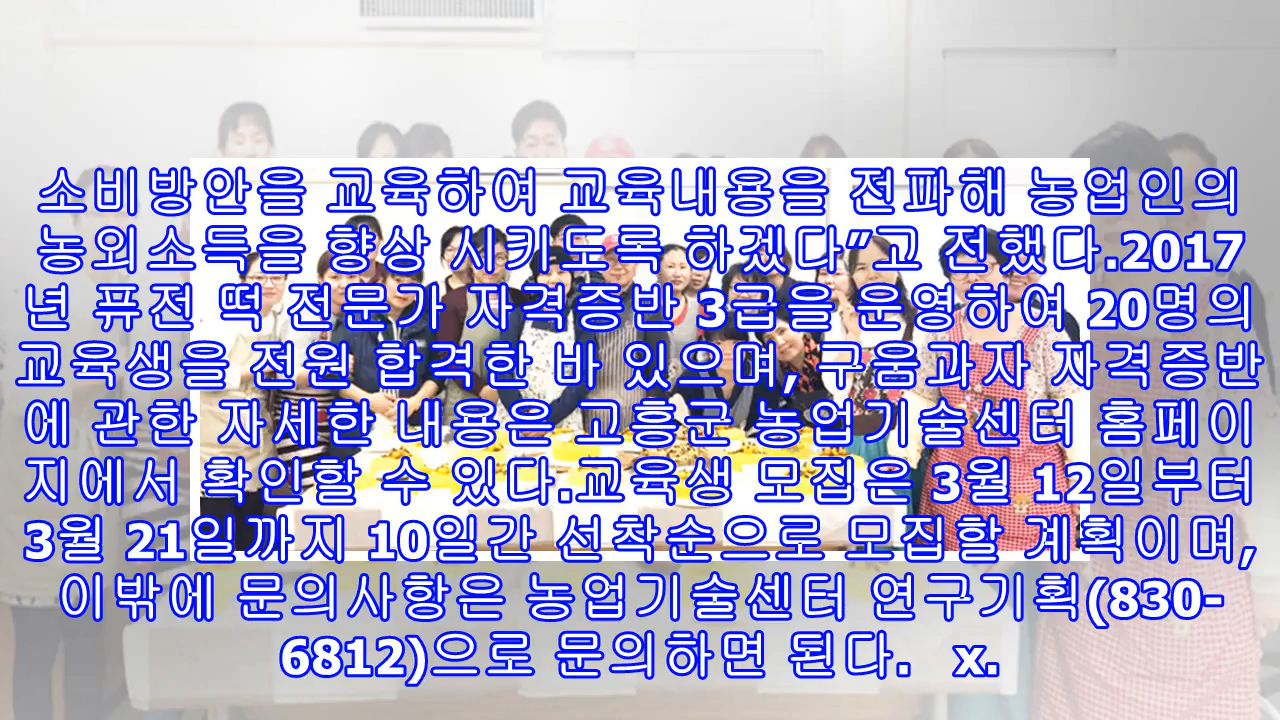 소비방안을 교육하여 교육내용을 전파해 농업인의
농외소득을 향상 시키도록 하겠다”고 전했다.2017
년 퓨전 떡 전문가 자격증반 3급을 운영하여 20명의
교육생을 전원 합격한 바 있으며, 구움과자 자격증반
에 관한 자세한 내용은 고흥군 농업기술센터 홈페이
지에서 확인할 수 있다.교육생 모집은 3월 12일부터
3월 21일까지 10일간 선착순으로 모집할 계획이며,
이밖에 문의사항은 농업기술센터 연구기획(830-
6812)으로 문의하면 된다. x.